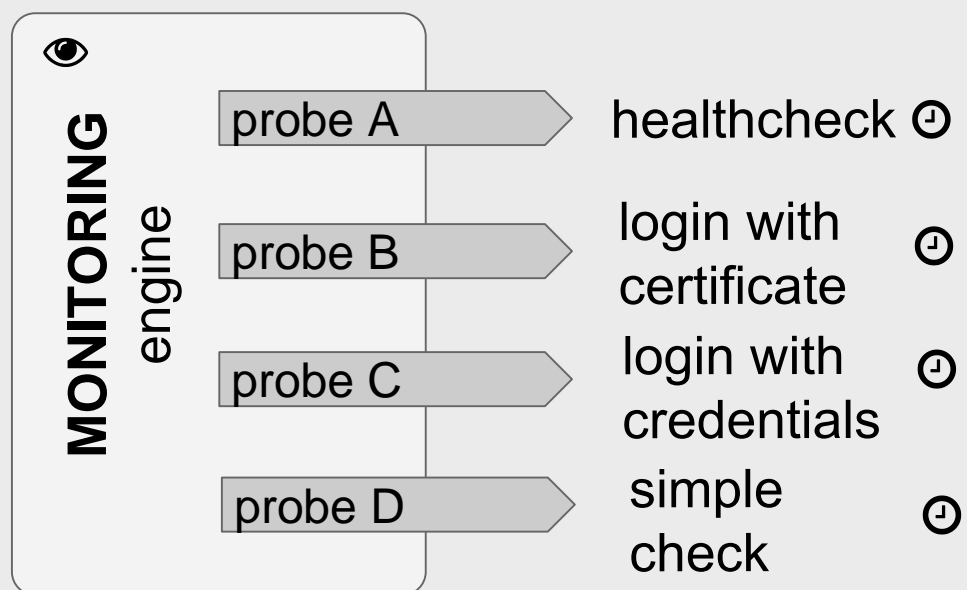 MONITORING
engine
probe A
healthcheck
probe B
login with
certificate
probe C
login with
credentials
probe D
simple
check